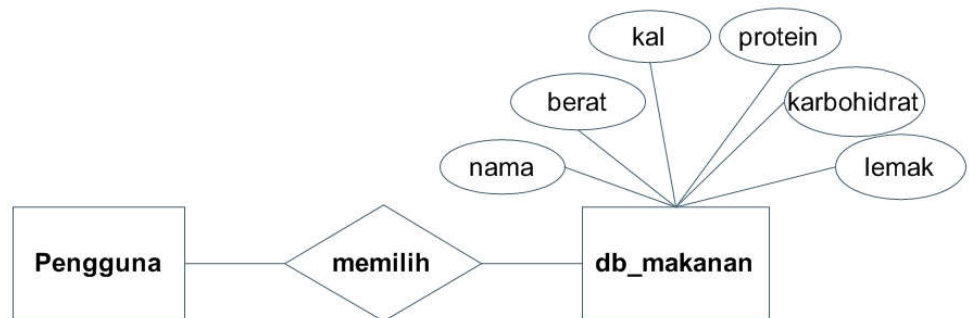 kal
protein
berat
karbohidrat
nama
lemak
Pengguna
memilih
db_makanan